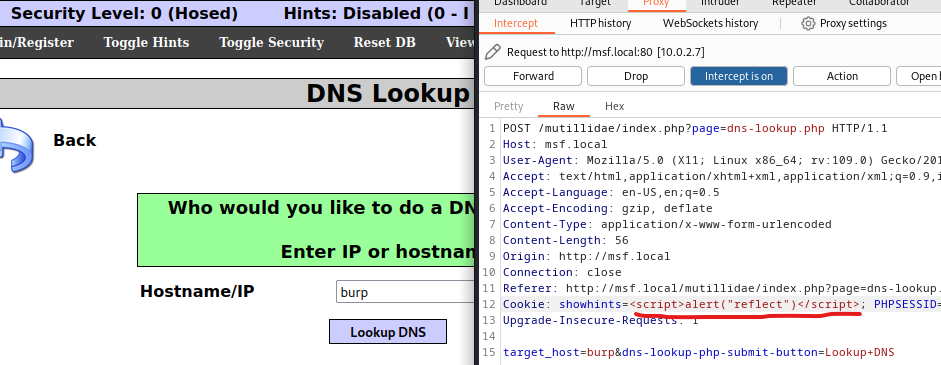 Security Level: 0 (Hosed) Hints: Disabled (0 - I
in/Register Toggle Hints Toggle Security Reset DB View
DNS Lookup
Back
Who would you like to do a DN
Enter IP or hostnam
Hostname/IP burp
Lookup DNS
Dashboard Target Proxy Intruder Repeater Collaborator
Intercept HTTP history WebSockets history Proxy settings
Request to http://msf.local:80 [10.0.2.7]
Forward Drop Intercept is on Action Open b
Pretty Raw Hex
1 POST /mutillidae/index.php?page=dns-lookup.php HTTP/1.1
2 Host: msf.local
3 User-Agent: Mozilla/5.0 (X11; Linux x86_64; rv:109.0) Gecko/201
4 Accept: text/html,application/xhtml+xml,application/xml;q=0.9,i
5 Accept-Language: en-US,en;q=0.5
6 Accept-Encoding: gzip, deflate
7 Content-Type: application/x-www-form-urlencoded
8 Content-Length: 56
9 Origin: http://msf.local
10 Connection: close
11 Referer: http://msf.local/mutillidae/index.php?page=dns-lookup.
12 Cookie: showhints=<script>alert("reflect")</script>; PHPSESSID=
13 Upgrade-Insecure-Requests: 1
14
15 target_host=burp&dns-lookup-php-submit-button=Lookup+DNS